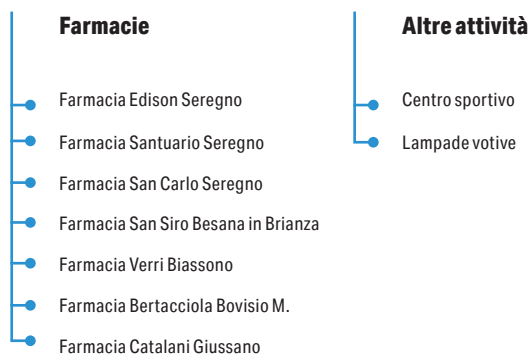 Farmacie
Farmacia Edison Seregno
Farmacia Santuario Seregno
Farmacia San Carlo Seregno
Farmacia San Siro Besana in Brianza
Farmacia Verri Biassono
Farmacia Bertacciola Bovisio M.
Farmacia Catalani Giussano
Altre attività
Centro sportivo
Lampade votive